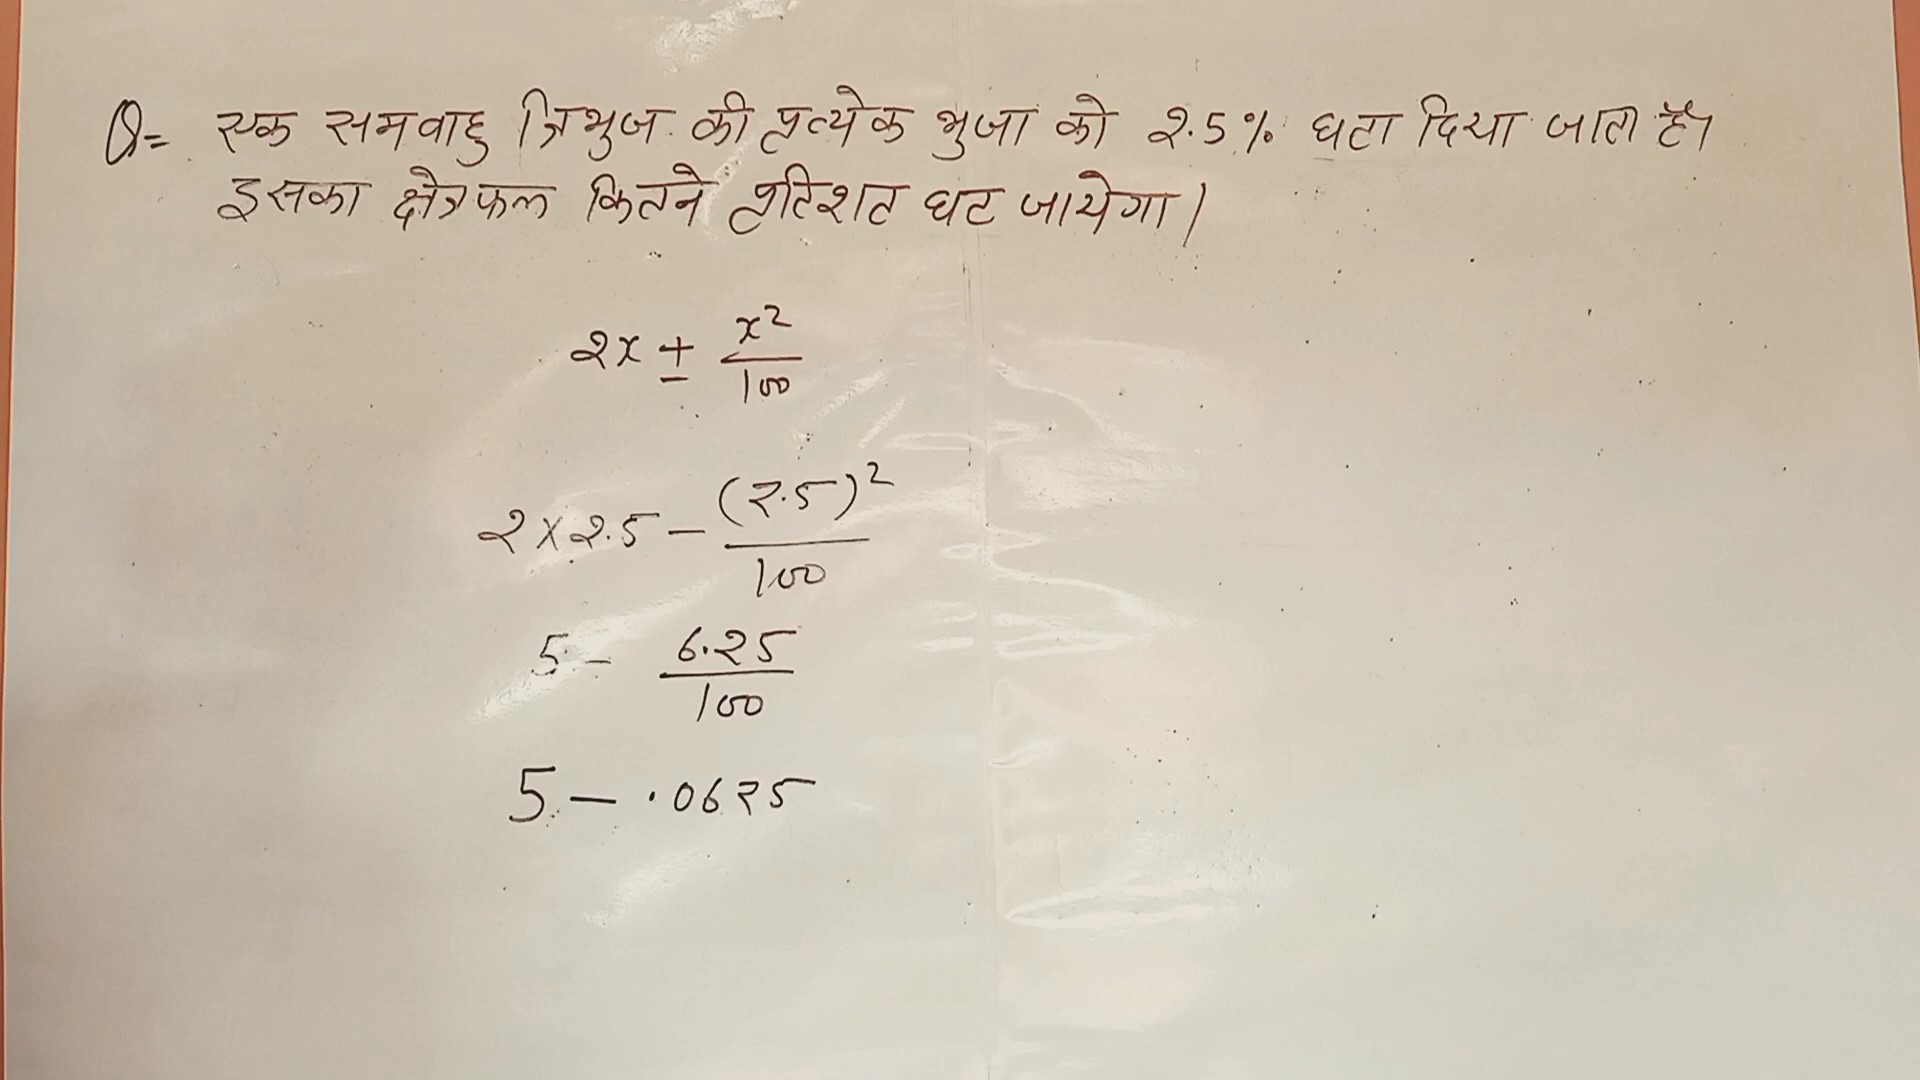 Q= एक समबाहु त्रिभुज की प्रत्येक भुजा को 2.5% घटा दिया जाता है।
इसका क्षेत्रफल कितने प्रतिशत घट जायेगा।
2x ± x²/100
2×2.5 - (2.5)²/100
5 - 6.25/100
5 - .0625